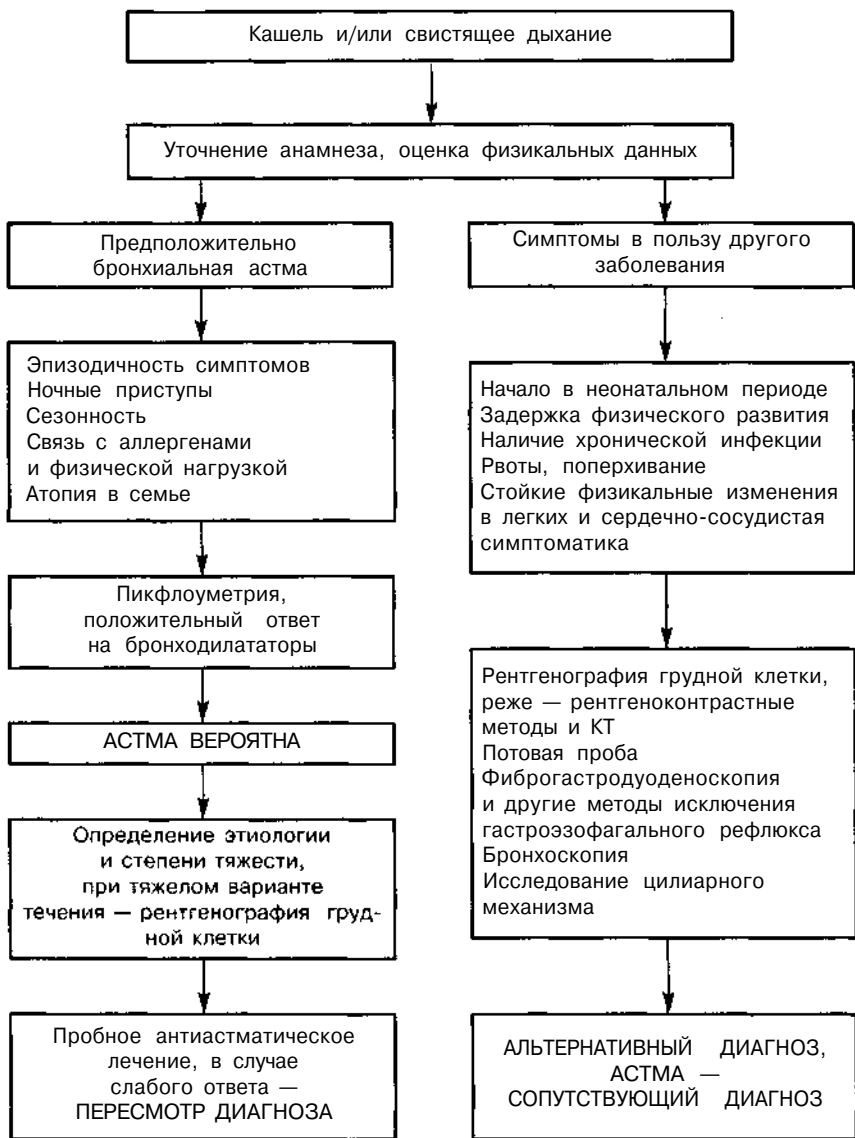 Кашель и/или свистящее дыхание
Уточнение анамнеза, оценка физикальных данных
Предположительно
бронхиальная астма
Эпизодичность симптомов
Ночные приступы
Сезонность
Связь с аллергенами
и физической нагрузкой
Атопия в семье
Пикфлоуметрия,
положительный ответ
на бронходилататоры
АСТМА ВЕРОЯТНА
Определение этиологии
и степени тяжести,
при тяжелом варианте
течения — рентгенография груд-
ной клетки
Пробное антиастматическое
лечение, в случае
слабого ответа —
ПЕРЕСМОТР ДИАГНОЗА
Симптомы в пользу другого
заболевания
Начало в неонатальном периоде
Задержка физического развития
Наличие хронической инфекции
Рвоты, поперхивание
Стойкие физикальные изменения
в легких и сердечно-сосудистая
симптоматика
Рентгенография грудной клетки,
реже — рентгеноконтрастные
методы и КТ
Потовая проба
Фиброгастродуоденоскопия
и другие методы исключения
гастроэзофагального рефлюкса
Бронхоскопия
Исследование цилиарного
механизма
АЛЬТЕРНАТИВНЫЙ ДИАГНОЗ,
АСТМА —
СОПУТСТВУЮЩИЙ ДИАГНОЗ